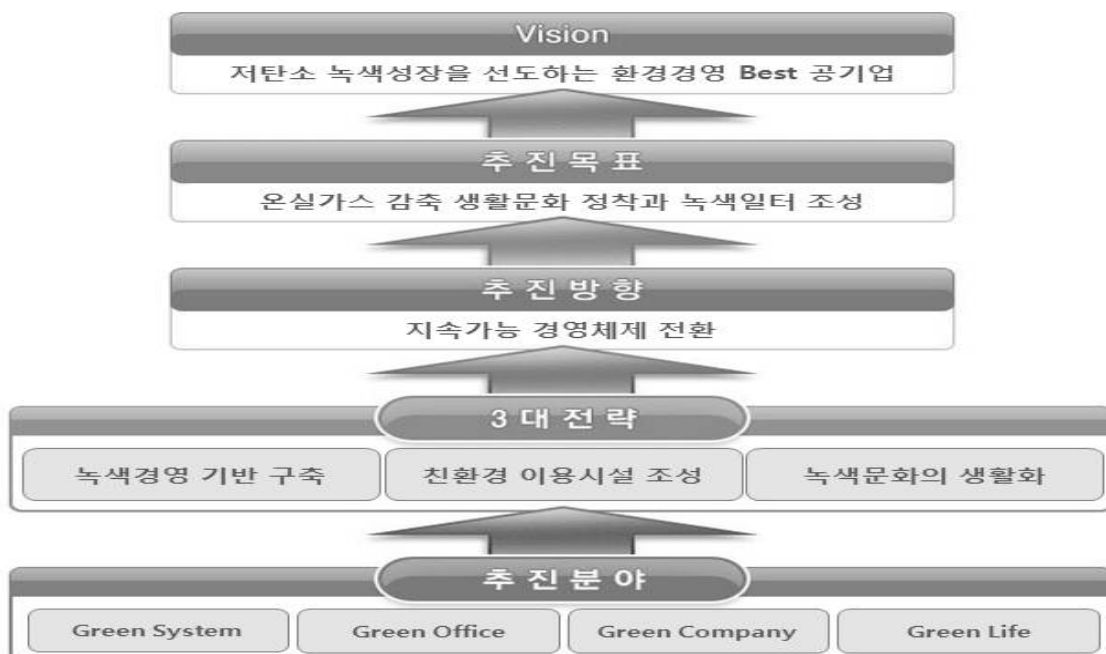 Vision
저탄소 녹색성장을 선도하는 환경경영 Best 공기업
추 진 목 표
온실가스 감축 생활문화 정착과 녹색일터 조성
추 진 방 향
지속가능 경영체제 전환
3 대 전 략
녹색경영 기반 구축
친환경 이용시설 조성
녹색문화의 생활화
추 진 분 야
Green System
Green Office
Green Company
Green Life